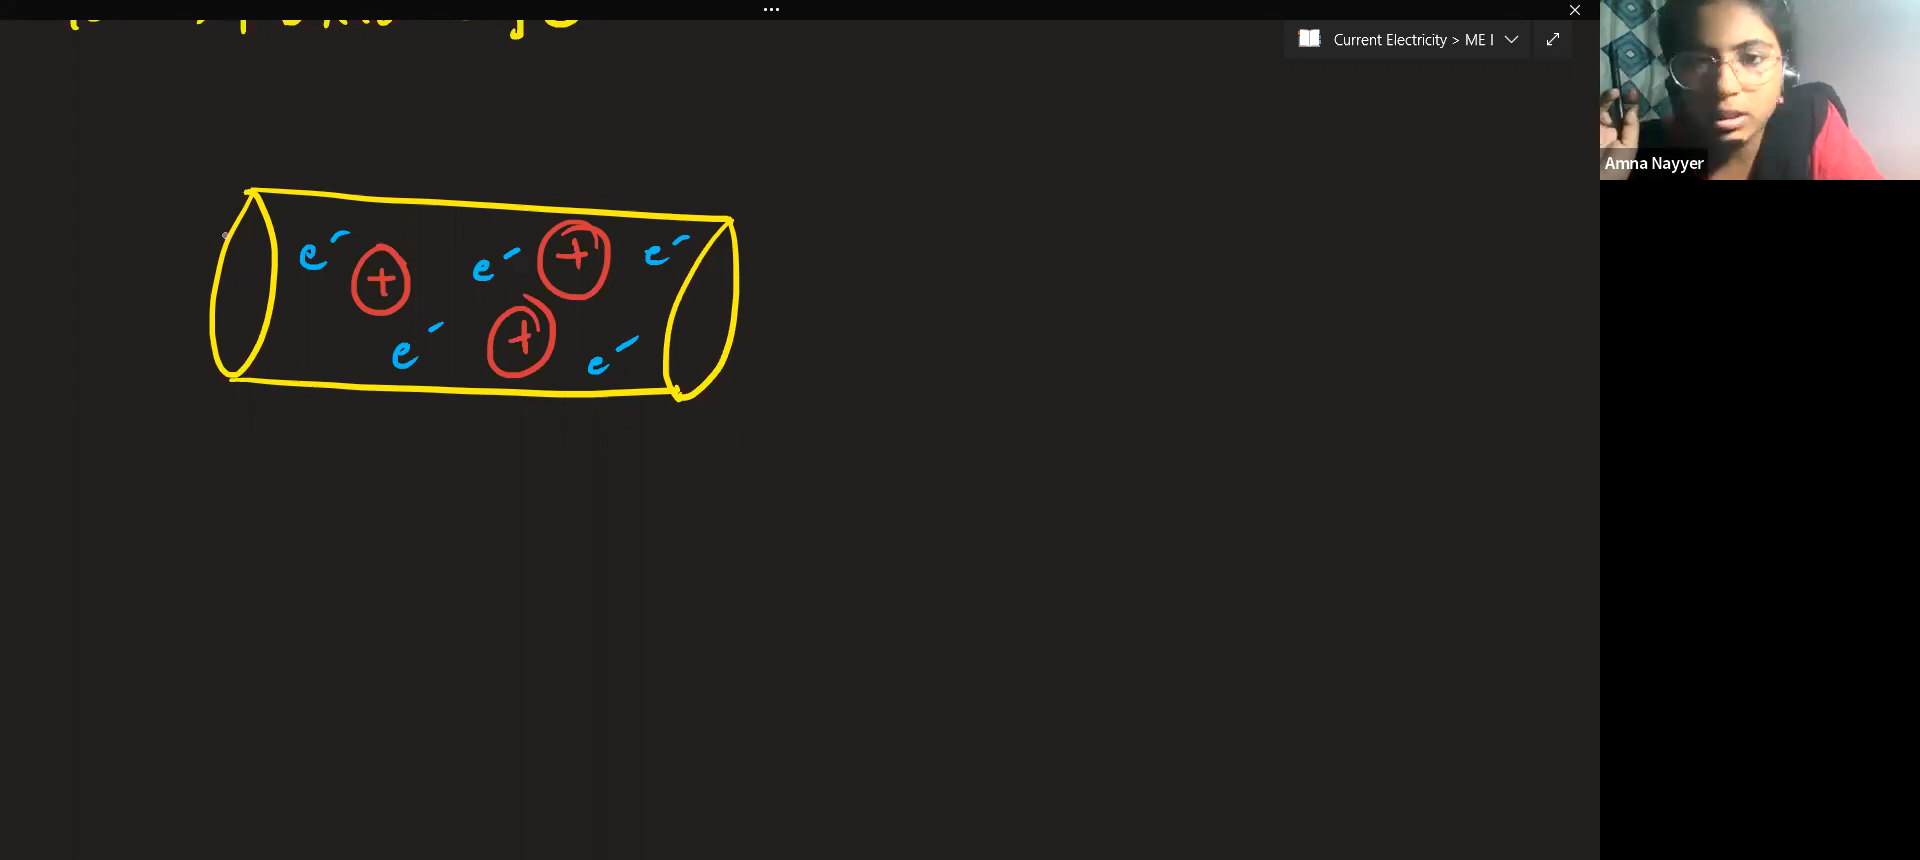 Current Electricity > ME I
Amna Nayyer
e⁻ + e⁻ + e⁻
e⁻ + e⁻